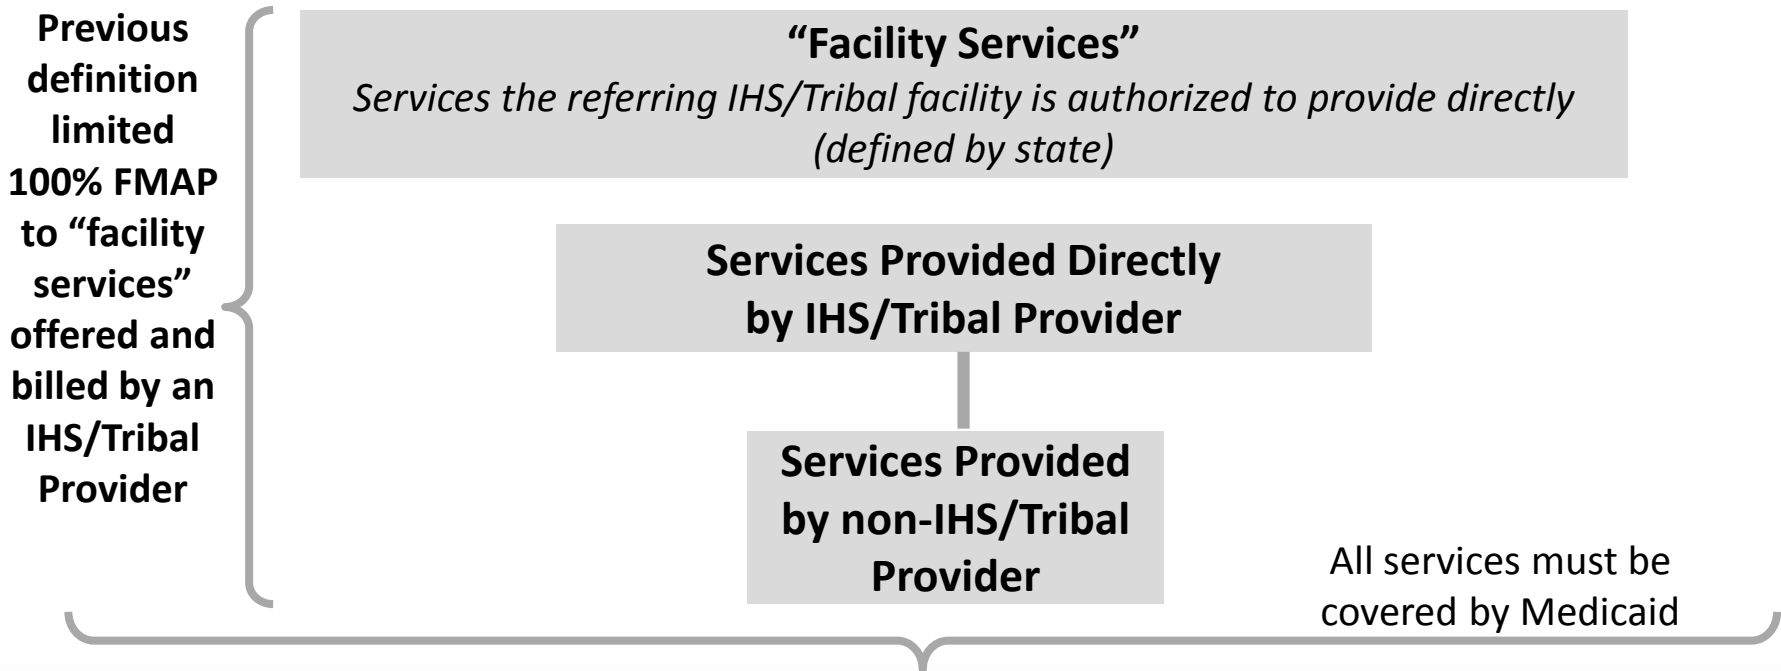 Previous
definition
limited
100% FMAP
to “facility
services”
offered and
billed by an
IHS/Tribal
Provider
“Facility Services”
Services the referring IHS/Tribal facility is authorized to provide directly
(defined by state)
Services Provided Directly
by IHS/Tribal Provider
Services Provided
by non-IHS/Tribal
Provider
All services must be
covered by Medicaid